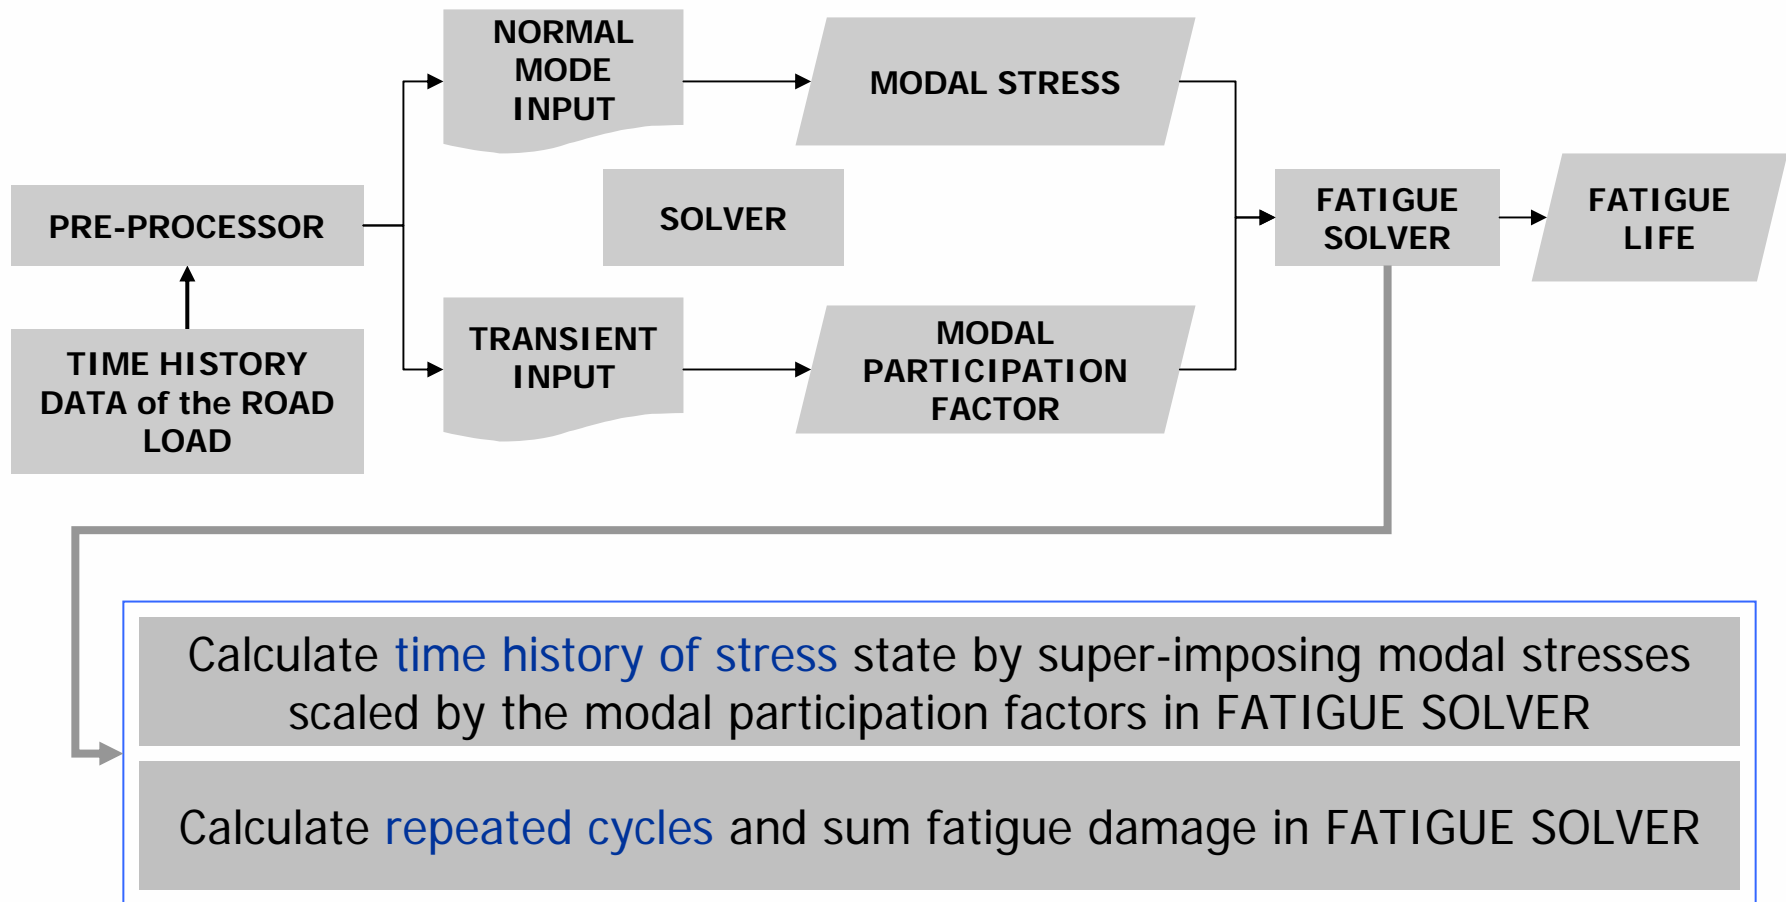 NORMAL
MODE
INPUT
MODAL STRESS
PRE-PROCESSOR
SOLVER
FATIGUE
SOLVER
FATIGUE
LIFE
TIME HISTORY
DATA of the ROAD
LOAD
TRANSIENT
INPUT
MODAL
PARTICIPATION
FACTOR
Calculate time history of stress state by super-imposing modal stresses
scaled by the modal participation factors in FATIGUE SOLVER
Calculate repeated cycles and sum fatigue damage in FATIGUE SOLVER